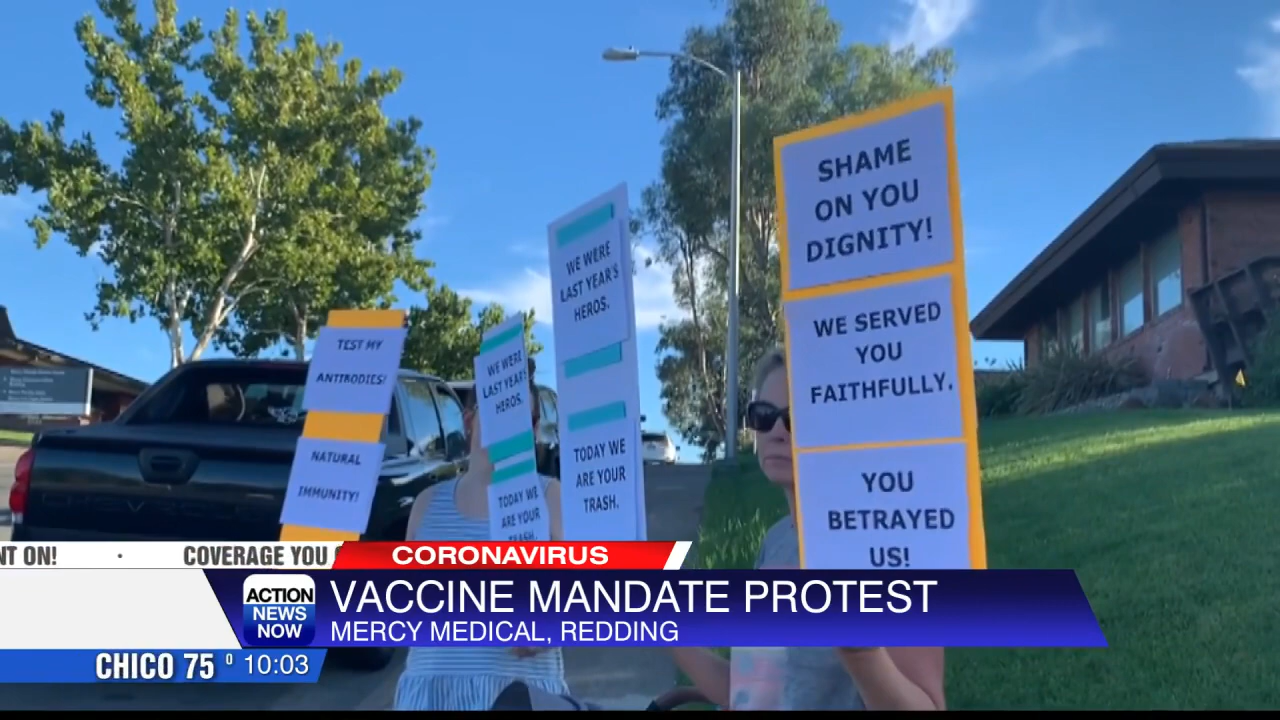 SHAME
ON YOU
DIGNITY!
WE SERVED
YOU
FAITHFULLY.
YOU
BETRAYED
US!
WE WERE
LAST YEAR'S
HEROS.
TODAY WE
ARE YOUR
TRASH.
WE WERE
LAST YEAR'S
HEROS.
TODAY WE
ARE YOUR
TRASH.
TEST MY
ANTIBODIES!
NATURAL
IMMUNITY!
CHEVROLET
NT ON! · COVERAGE YOU
CORONAVIRUS
ACTION
NEWS
NOW
VACCINE MANDATE PROTEST
MERCY MEDICAL, REDDING
CHICO 75° 10:03